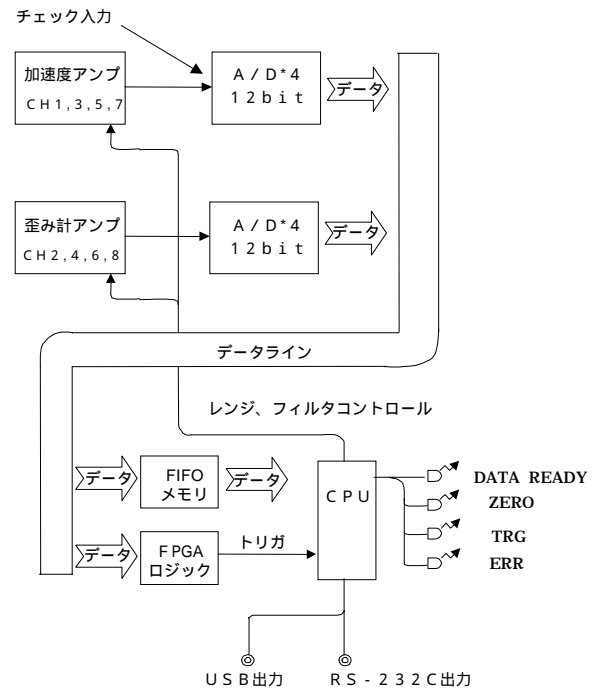 チェック入力
加速度アンプ
CH1,3,5,7
A/D*4
12bit
データ
歪み計アンプ
CH2,4,6,8
A/D*4
12bit
データ
データライン
レンジ、フィルタコントロール
データ
FIFO
メモリ
データ
CPU
DATA READY
ZERO
TRG
ERR
データ
FPGA
ロジック
トリガ
USB出力
RS-232C出力